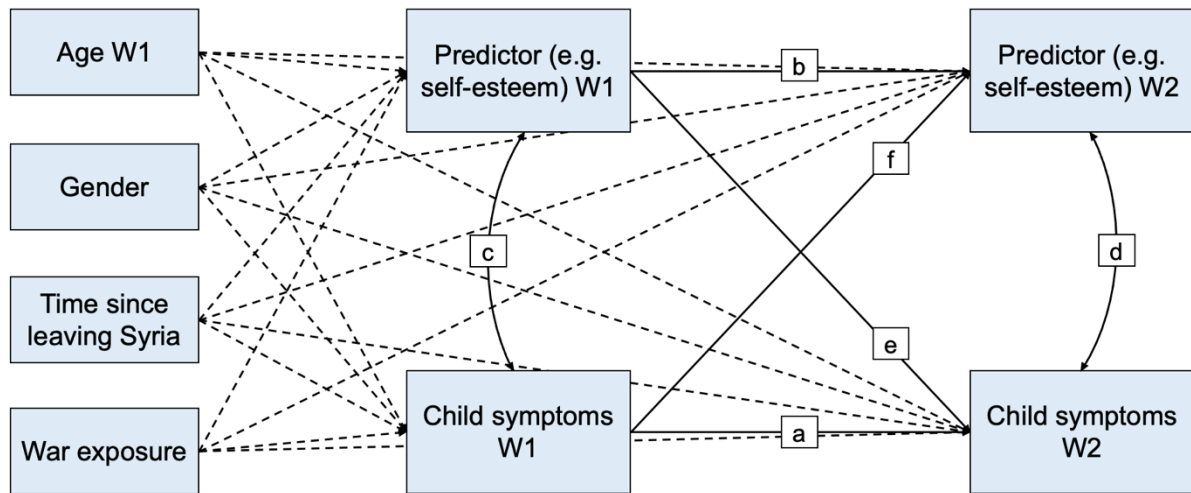 Age W1
Predictor (e.g.
self-esteem) W1
b
Predictor (e.g.
self-esteem) W2
Gender
f
c
d
Time since
leaving Syria
e
War exposure
Child symptoms
W1
a
Child symptoms
W2